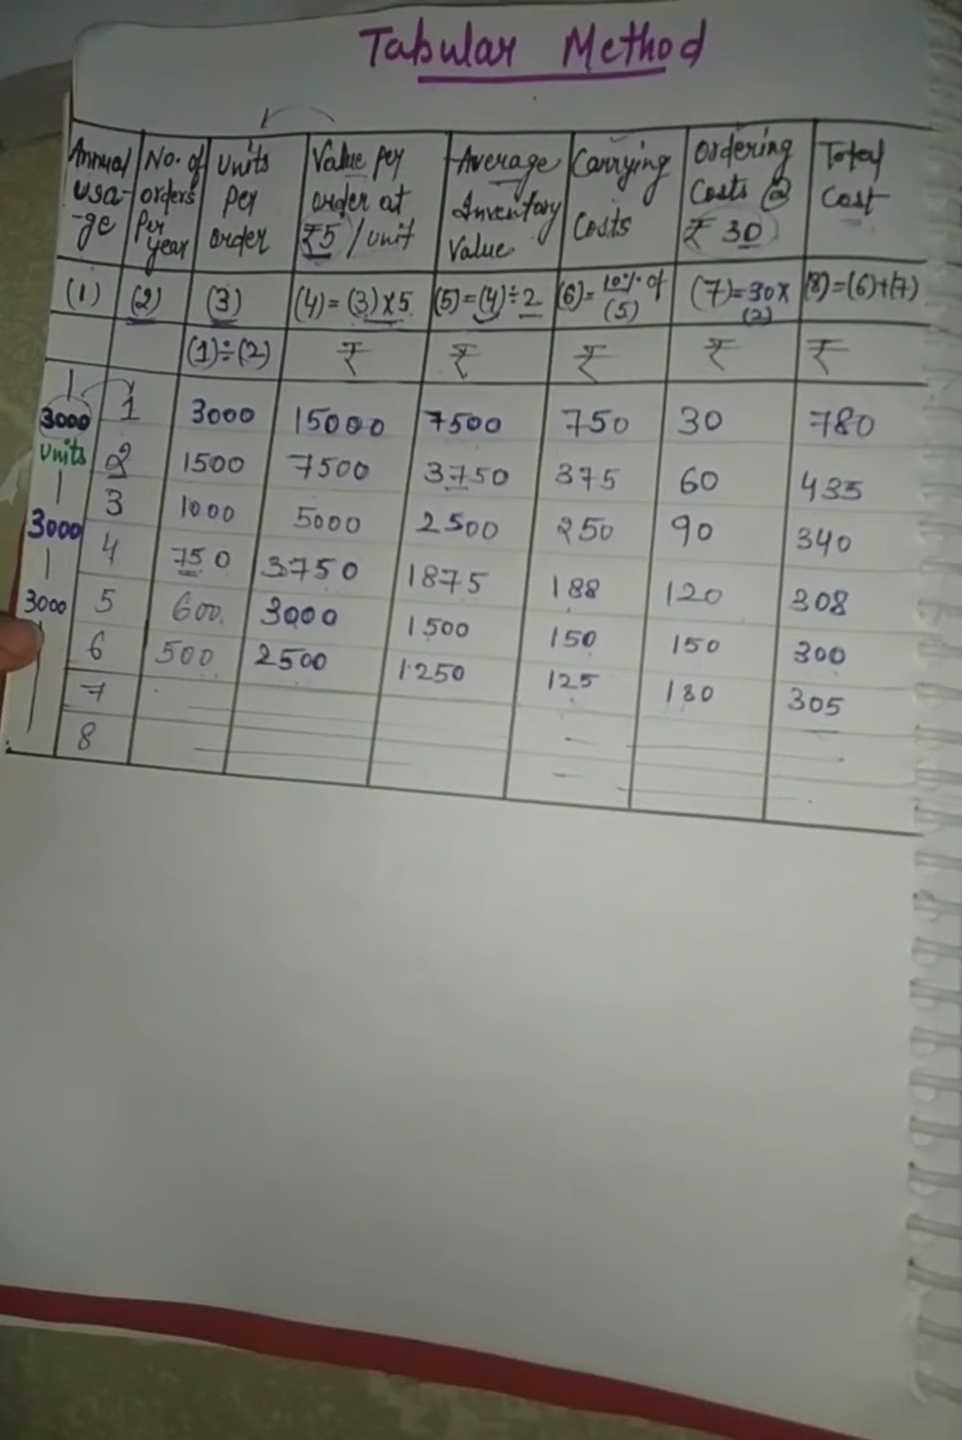 Tabular Method
Annual usa-ge | No. of orders Per year | Units Per order | Value per order at ₹5/unit | Average Inventory Value | Carrying Costs | Ordering Costs @ ₹ 30 | Total Cost
(1) | (2) | (3) | (4)=(3)×5 | (5)=(4)÷2 | (6)= 10% of (5) | (7)=30× (2) | (8)=(6)+(7)
(1)÷(2) | ₹ | ₹ | ₹ | ₹ | ₹
3000 | 1 | 3000 | 15000 | 7500 | 750 | 30 | 780
units | 2 | 1500 | 7500 | 3750 | 375 | 60 | 435
3 | 1000 | 5000 | 2500 | 250 | 90 | 340
3000 | 4 | 750 | 3750 | 1875 | 188 | 120 | 308
3000 | 5 | 600 | 3000 | 1500 | 150 | 150 | 300
6 | 500 | 2500 | 1250 | 125 | 180 | 305
7
8